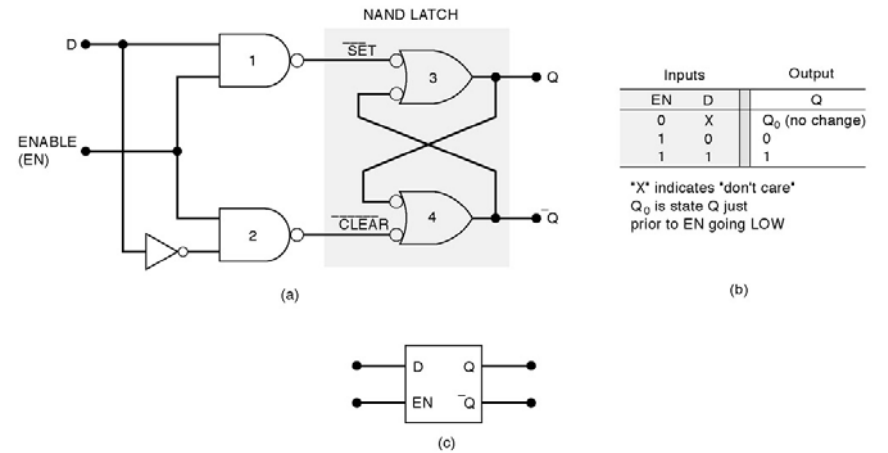 NAND LATCH
D
1
SET
3
Q
ENABLE
(EN)
2
CLEAR
4
Q
(a)
Inputs Output
EN D Q
0 X Q₀ (no change)
1 0 0
1 1 1
"X" indicates "don't care"
Q₀ is state Q just
prior to EN going LOW
(b)
D Q
EN Q
(c)